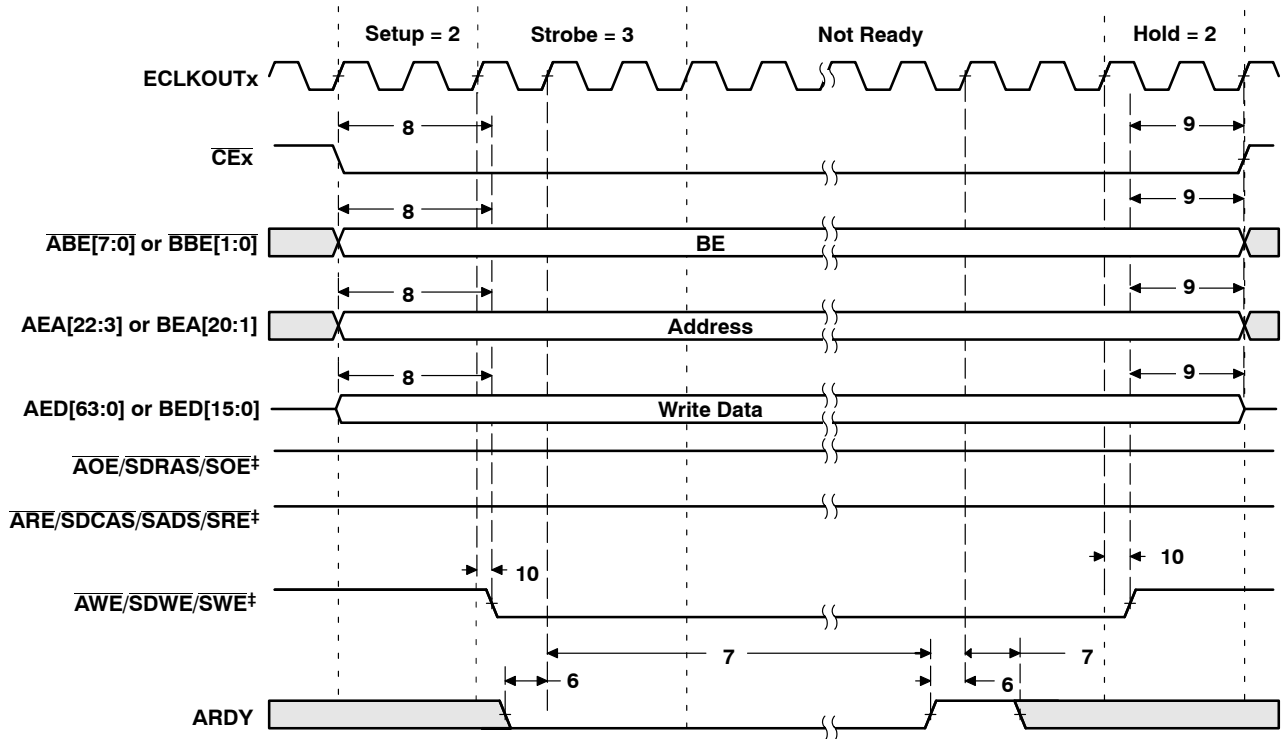 Setup = 2 Strobe = 3 Not Ready Hold = 2
ECLKOUTx
8 9
CEx
8 9
ABE[7:0] or BBE[1:0] BE
8 9
AEA[22:3] or BEA[20:1] Address
8 9
AED[63:0] or BED[15:0] Write Data
AOE/SDRAS/SOE‡
ARE/SDCAS/SADS/SRE‡
10 10
AWE/SDWE/SWE‡
7 7
6 6
ARDY